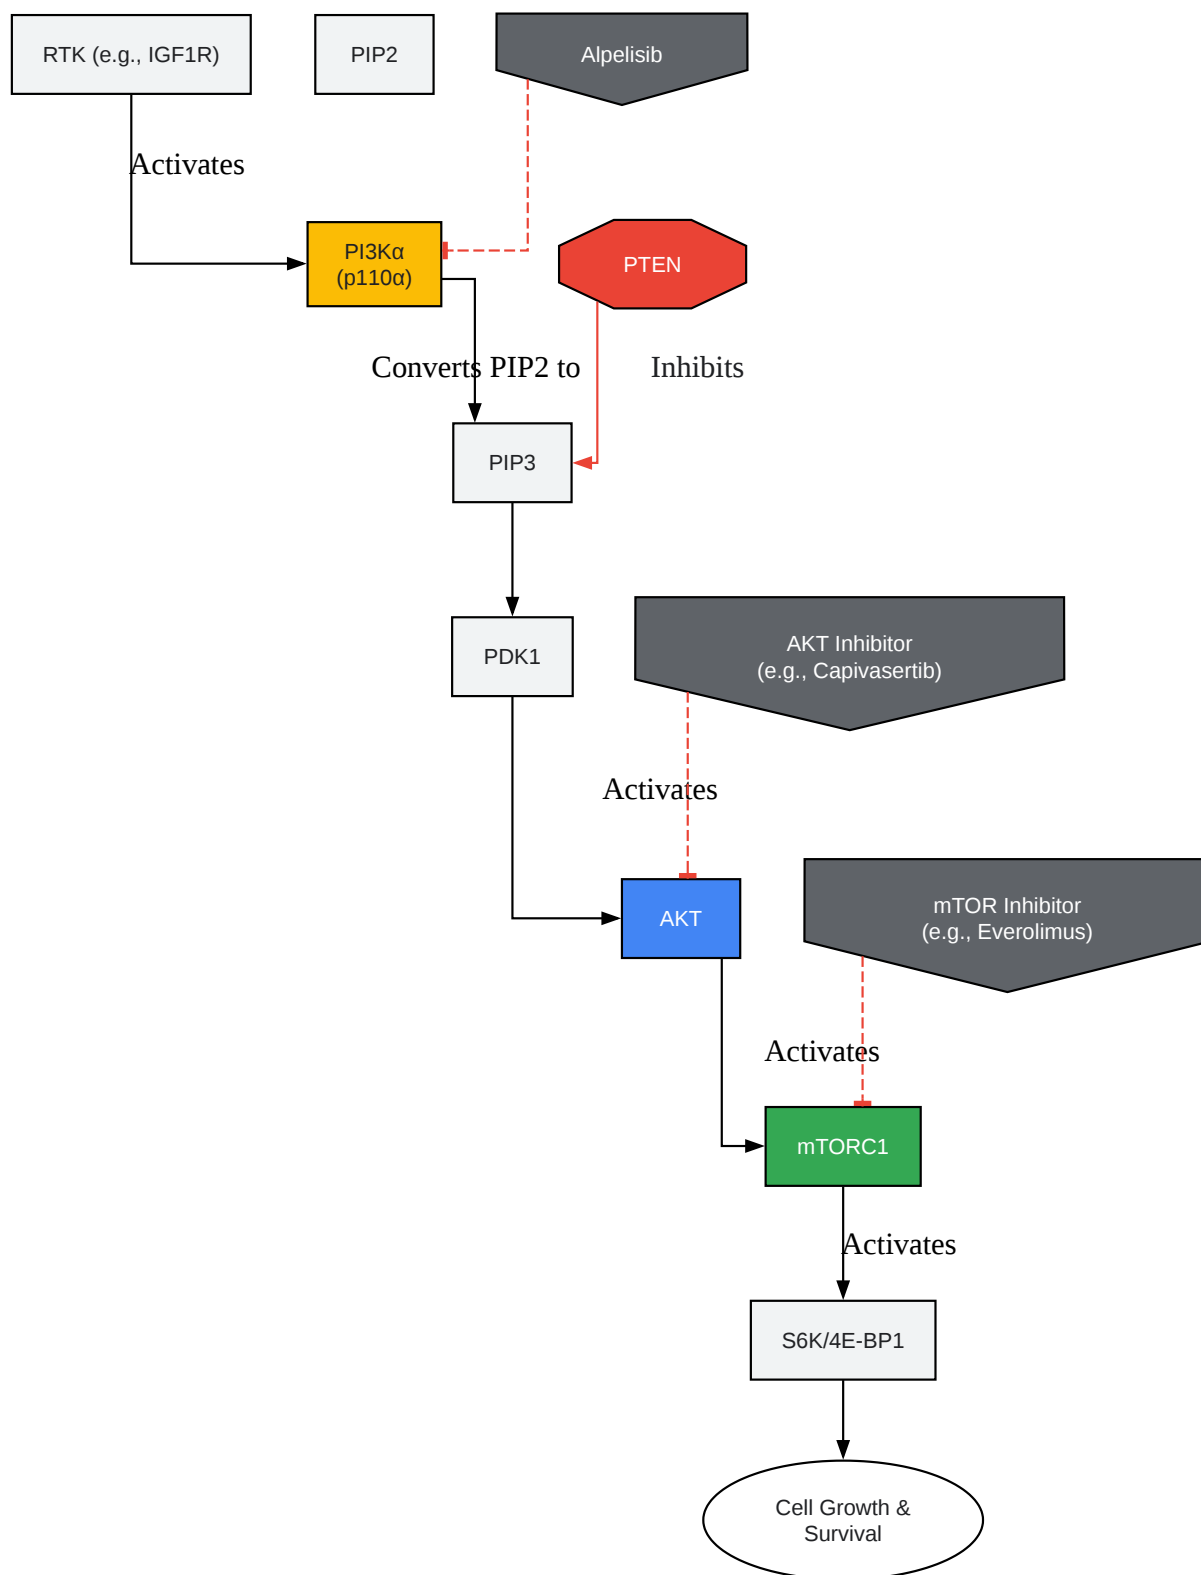 RTK (e.g., IGF1R)
PIP2
Alpelisib
Activates
PI3Kα
(p110α)
PTEN
Converts PIP2 to
Inhibits
PIP3
PDK1
AKT Inhibitor
(e.g., Capivasertib)
Activates
AKT
mTOR Inhibitor
(e.g., Everolimus)
Activates
mTORC1
Activates
S6K/4E-BP1
Cell Growth &
Survival